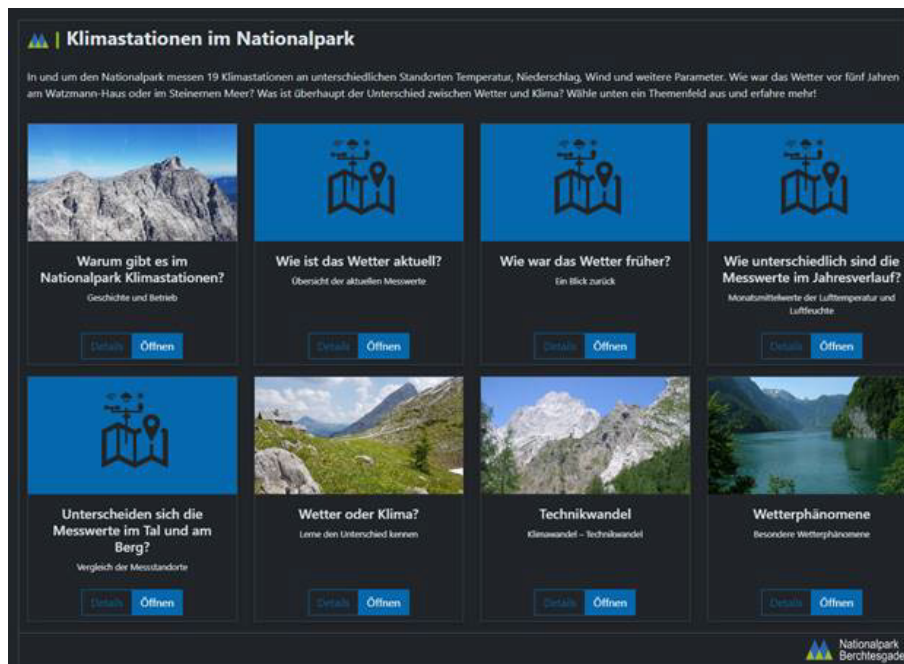 | Klimastationen im Nationalpark
In und um den Nationalpark messen 19 Klimastationen an unterschiedlichen Standorten Temperatur, Niederschlag, Wind und weitere Parameter. Wie war das Wetter vor fünf Jahren
am Watzmann-Haus oder im Steinernen Meer? Was ist überhaupt der Unterschied zwischen Wetter und Klima? Wähle unten ein Themenfeld aus und erfahre mehr!
Warum gibt es im
Nationalpark Klimastationen?
Geschichte und Betrieb
Details Öffnen
Wie ist das Wetter aktuell?
Übersicht der aktuellen Messwerte
Details Öffnen
Wie war das Wetter früher?
Ein Blick zurück
Details Öffnen
Wie unterschiedlich sind die
Messwerte im Jahresverlauf?
Monatsmittelwerte der Lufttemperatur und
Luftfeuchte
Details Öffnen
Unterscheiden sich die
Messwerte im Tal und am
Berg?
Vergleich der Messstandorte
Details Öffnen
Wetter oder Klima?
Lerne den Unterschied kennen
Details Öffnen
Technikwandel
Klimawandel – Technikwandel
Details Öffnen
Wetterphänomene
Besondere Wetterphänomene
Details Öffnen
Nationalpark
Berchtesgade